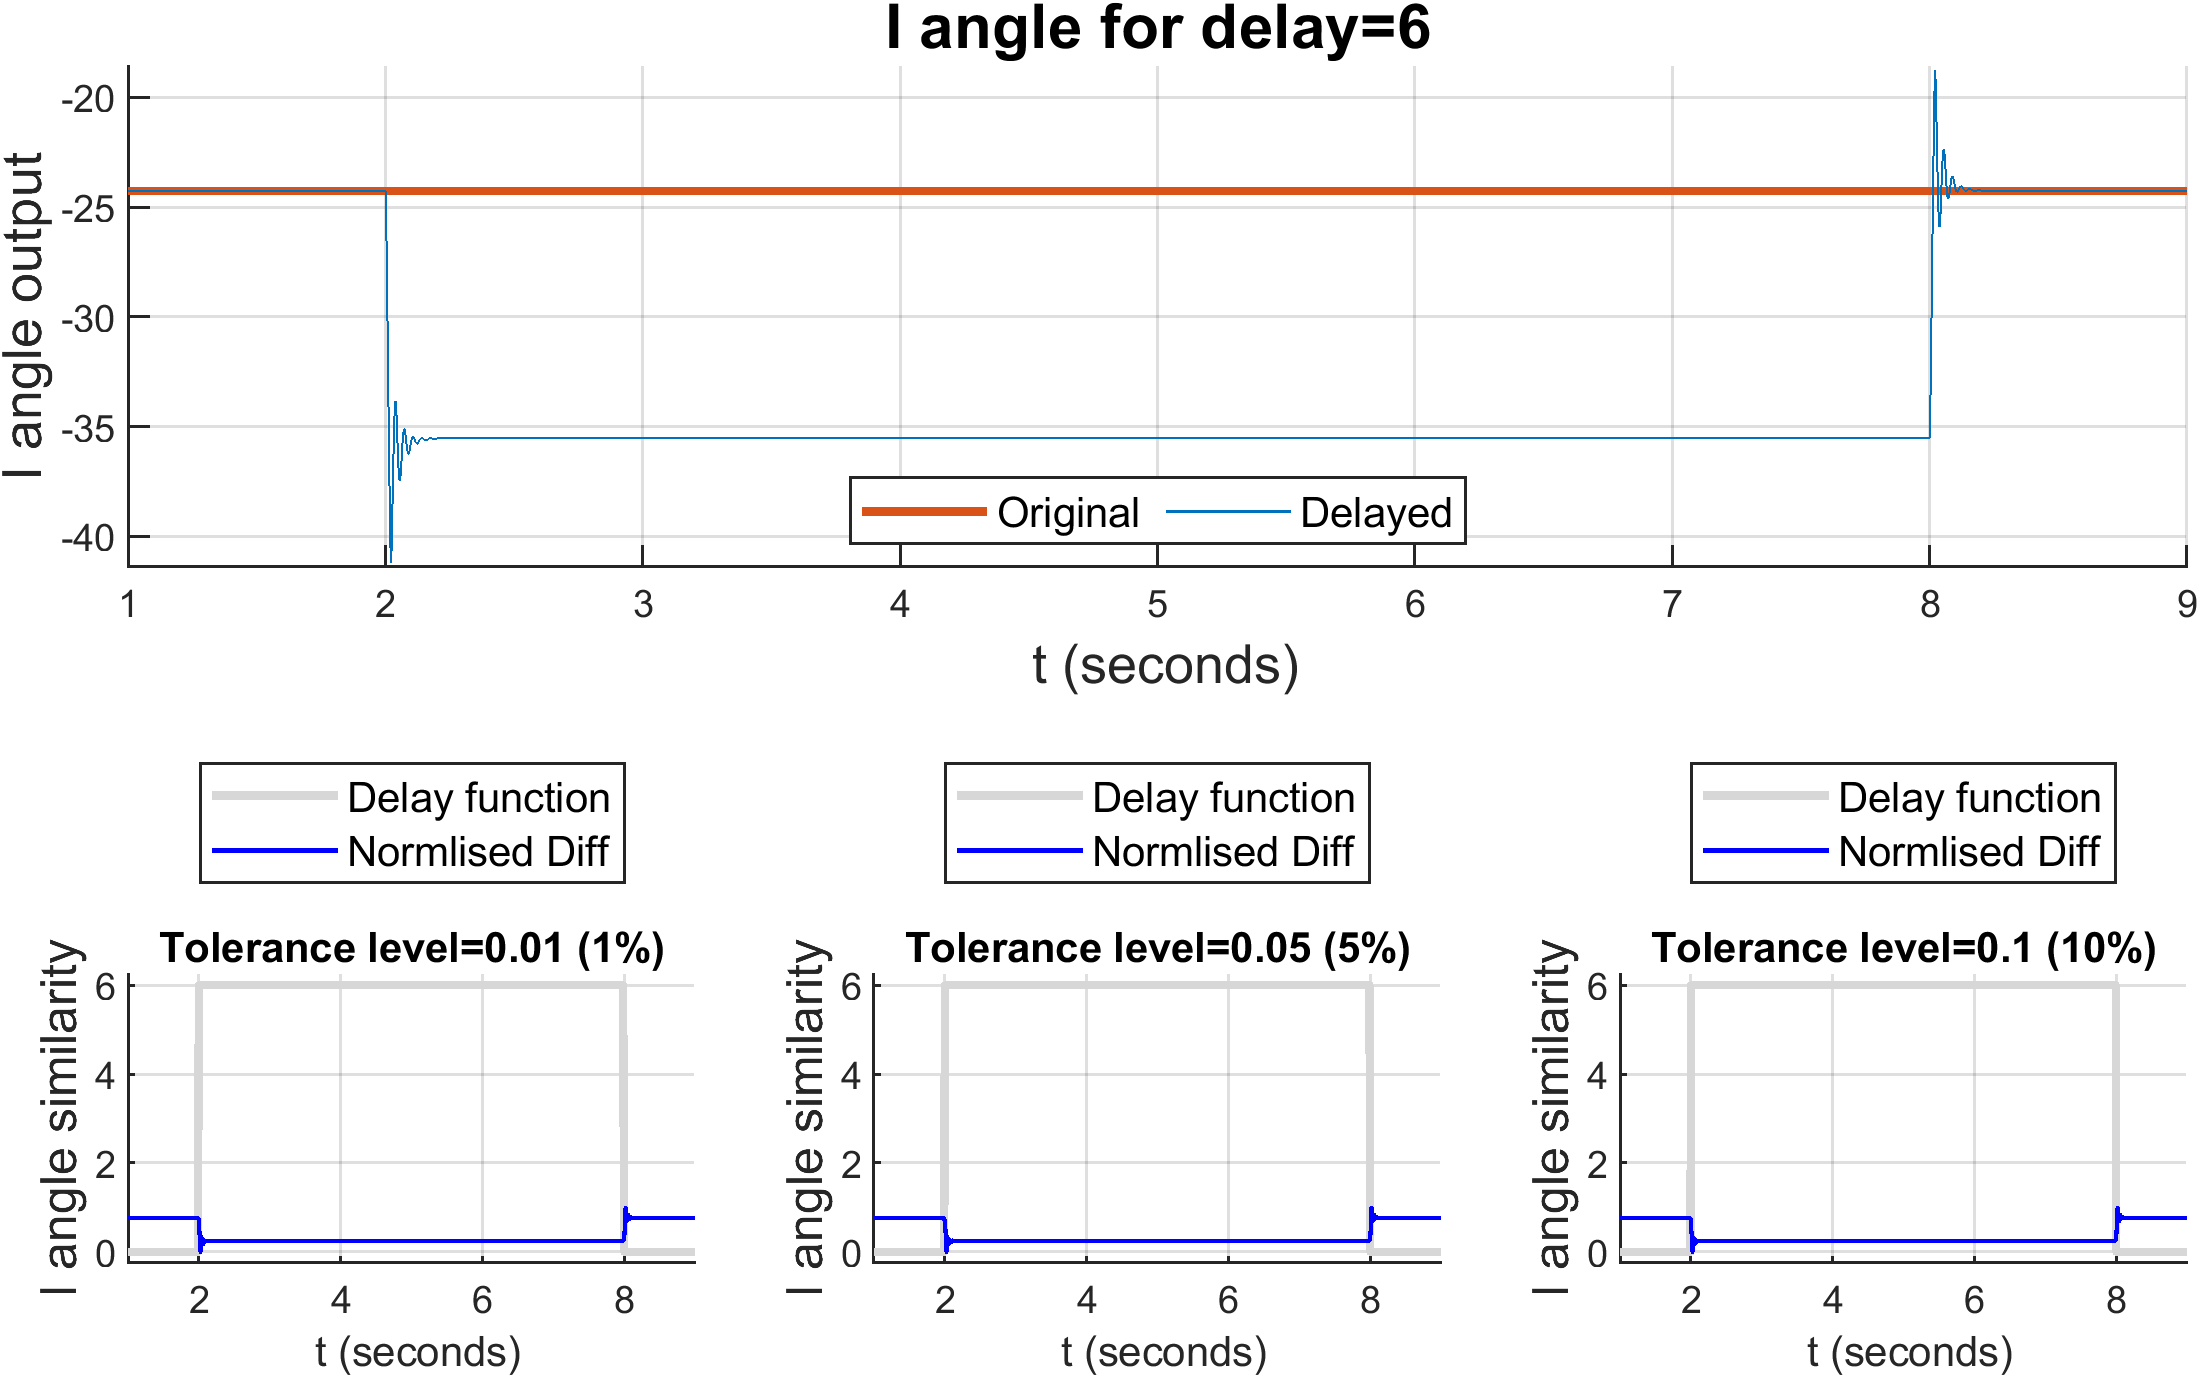 I angle for delay=6
I angle output
-20
-25
-30
-35
-40
Original Delayed
1 2 3 4 5 6 7 8 9
t (seconds)
Delay function
Normlised Diff
Tolerance level=0.01 (1%)
I angle similarity
6
4
2
0
2 4 6 8
t (seconds)
Delay function
Normlised Diff
Tolerance level=0.05 (5%)
I angle similarity
6
4
2
0
2 4 6 8
t (seconds)
Delay function
Normlised Diff
Tolerance level=0.1 (10%)
I angle similarity
6
4
2
0
2 4 6 8
t (seconds)